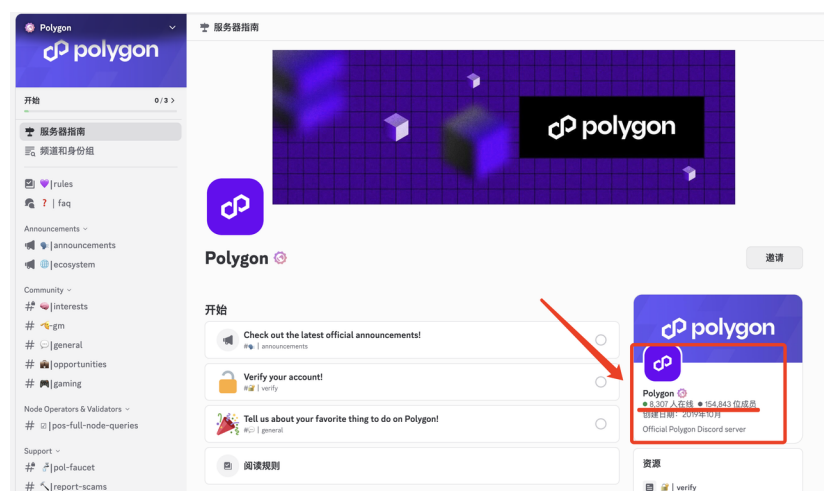 Polygon
服务器指南
polygon
开始
0/3 >
服务器指南
频道和身份组
💜|rules
❓ | faq
Announcements
🗣|announcements
🌐|ecosystem
Community
🧠|interests
-gm
💬|general
💼|opportunities
🎮|gaming
Node Operators & Validators
☑|pos-full-node-queries
Support
🚰|pol-faucet
🔨|report-scams
polygon
Polygon
邀请
开始
Check out the latest official announcements!
#🗣 | announcements
Verify your account!
#📝 | verify
Tell us about your favorite thing to do on Polygon!
#💬 | general
阅读规则
polygon
Polygon
8,307 人在线 154,843 位成员
创建日期：2019年10月
Official Polygon Discord server
资源
📝 | verify